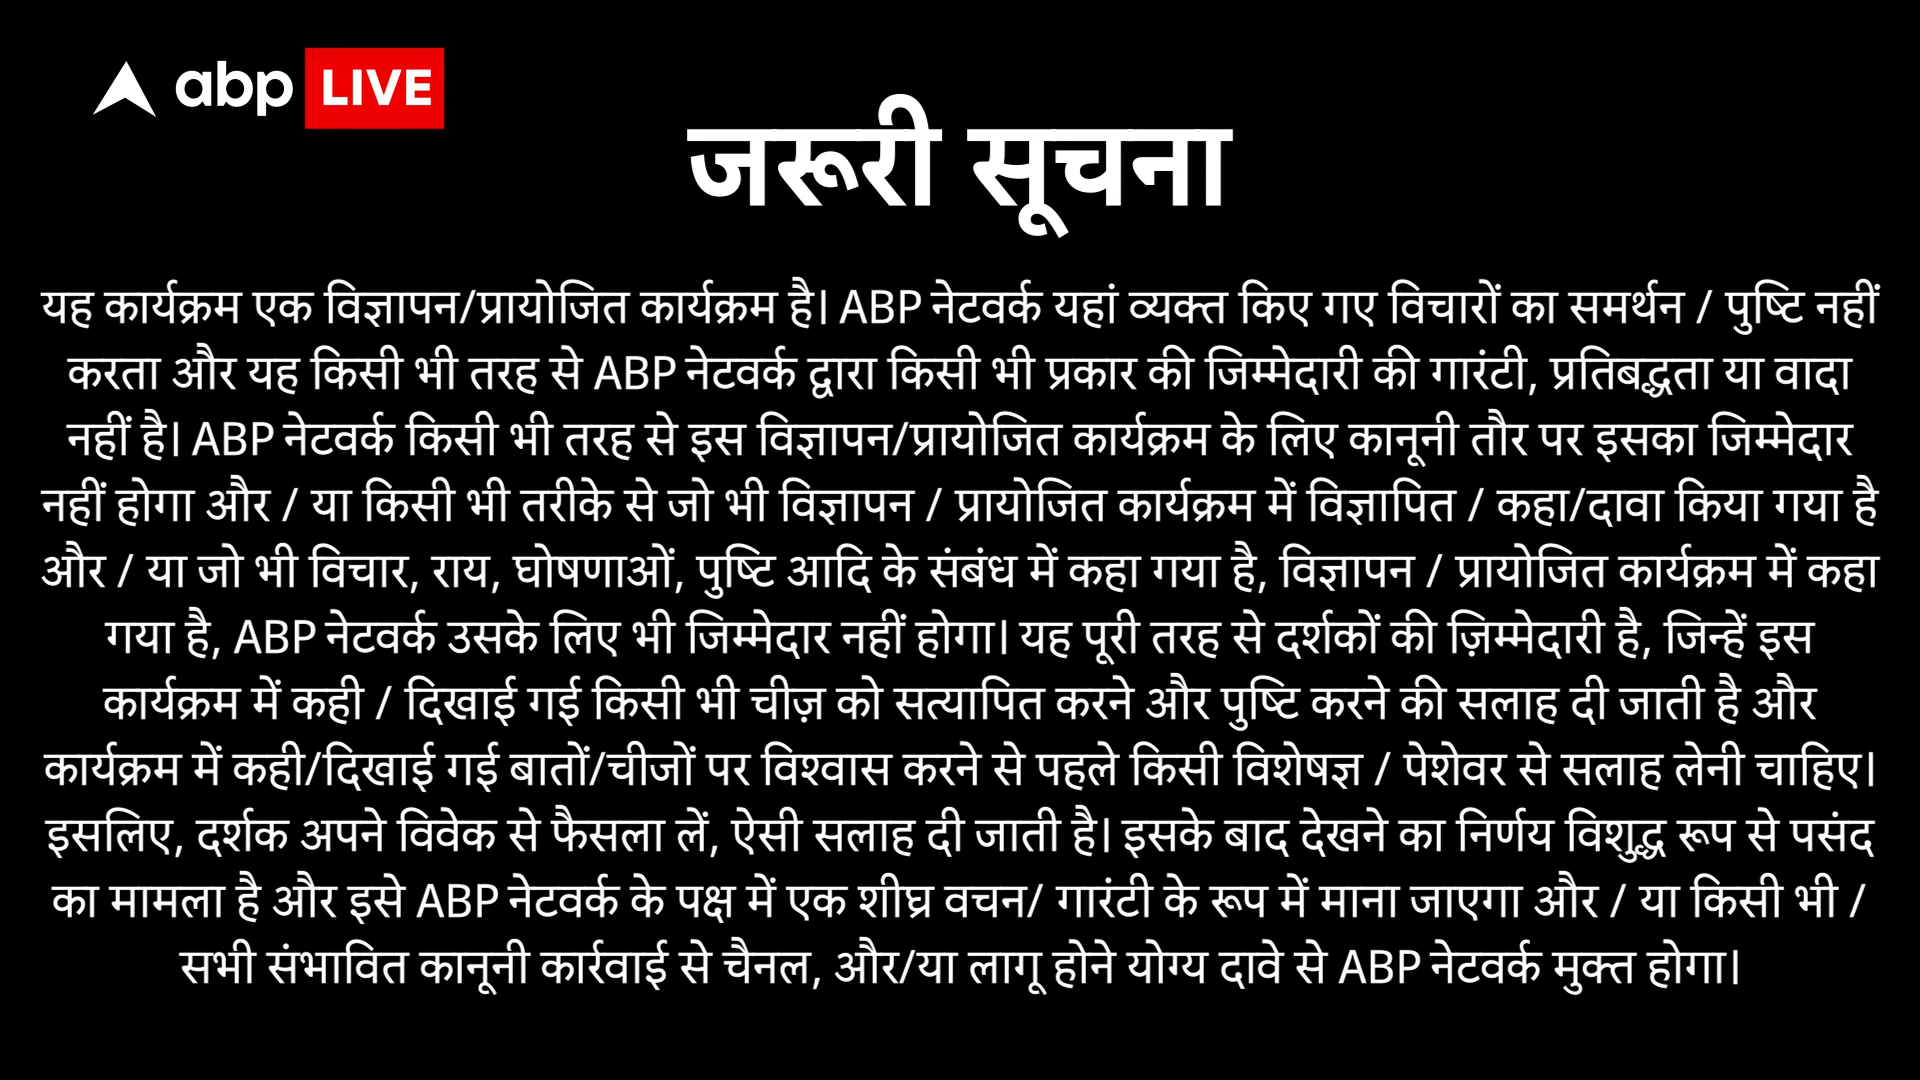 abp LIVE
जरूरी सूचना
यह कार्यक्रम एक विज्ञापन/प्रायोजित कार्यक्रम है। ABP नेटवर्क यहां व्यक्त किए गए विचारों का समर्थन / पुष्टि नहीं
करता और यह किसी भी तरह से ABP नेटवर्क द्वारा किसी भी प्रकार की जिम्मेदारी की गारंटी, प्रतिबद्धता या वादा
नहीं है। ABP नेटवर्क किसी भी तरह से इस विज्ञापन/प्रायोजित कार्यक्रम के लिए कानूनी तौर पर इसका जिम्मेदार
नहीं होगा और / या किसी भी तरीके से जो भी विज्ञापन / प्रायोजित कार्यक्रम में विज्ञापित / कहा/दावा किया गया है
और / या जो भी विचार, राय, घोषणाओं, पुष्टि आदि के संबंध में कहा गया है, विज्ञापन / प्रायोजित कार्यक्रम में कहा
गया है, ABP नेटवर्क उसके लिए भी जिम्मेदार नहीं होगा। यह पूरी तरह से दर्शकों की ज़िम्मेदारी है, जिन्हें इस
कार्यक्रम में कही / दिखाई गई किसी भी चीज़ को सत्यापित करने और पुष्टि करने की सलाह दी जाती है और
कार्यक्रम में कही/दिखाई गई बातों/चीजों पर विश्वास करने से पहले किसी विशेषज्ञ / पेशेवर से सलाह लेनी चाहिए।
इसलिए, दर्शक अपने विवेक से फैसला लें, ऐसी सलाह दी जाती है। इसके बाद देखने का निर्णय विशुद्ध रूप से पसंद
का मामला है और इसे ABP नेटवर्क के पक्ष में एक शीघ्र वचन/ गारंटी के रूप में माना जाएगा और / या किसी भी /
सभी संभावित कानूनी कार्रवाई से चैनल, और/या लागू होने योग्य दावे से ABP नेटवर्क मुक्त होगा।